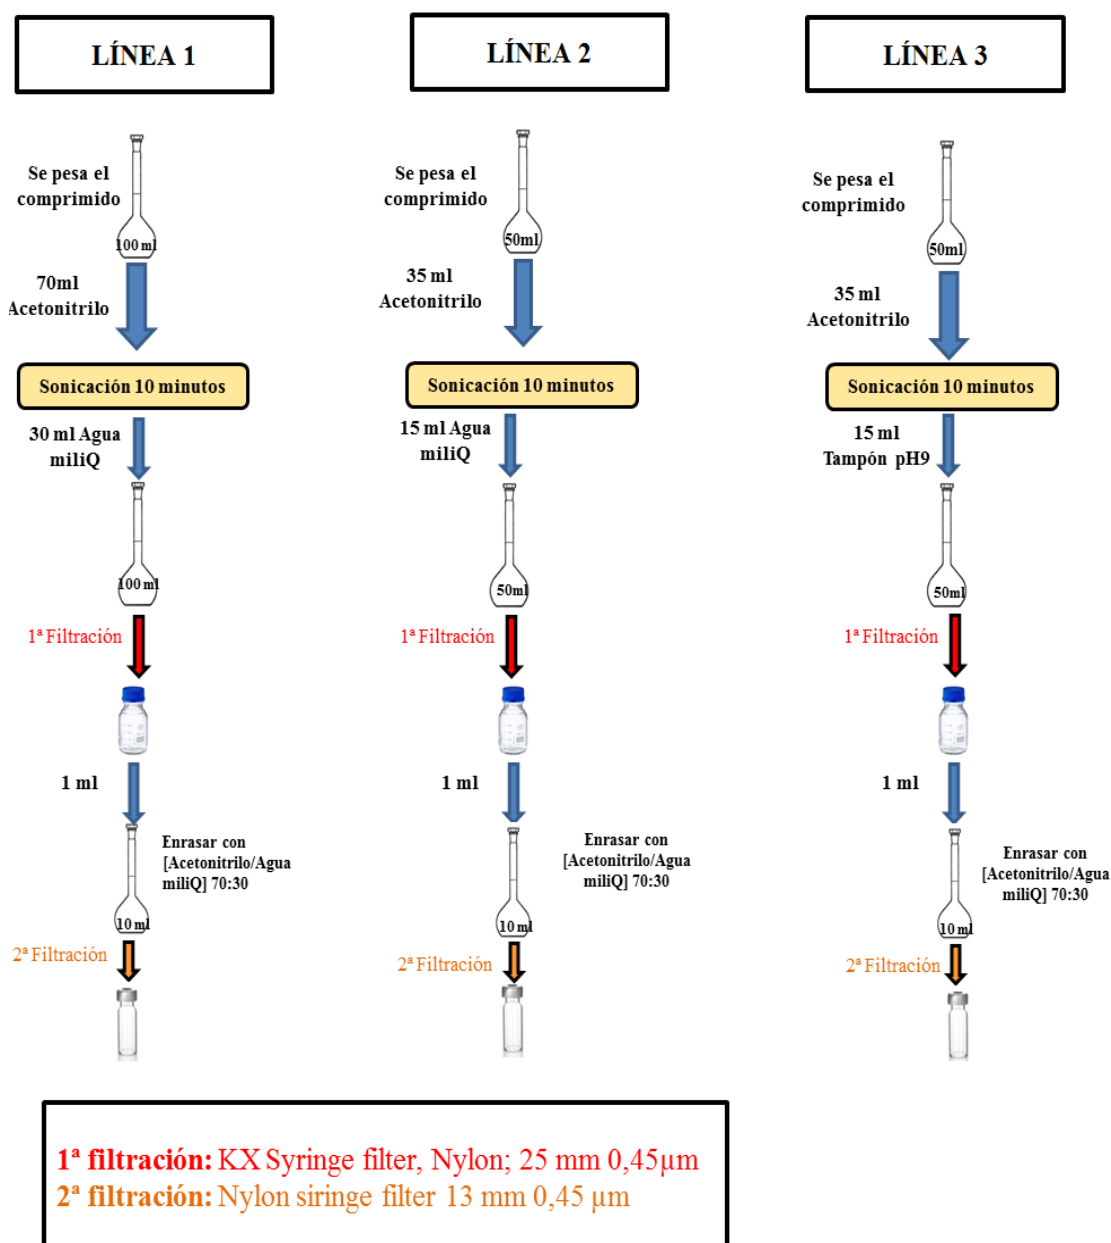 LÍNEA 1
Se pesa el
comprimido
100 ml
70ml
Acetonitrilo
Sonicación 10 minutos
30 ml Agua
miliQ
100 ml
1ª Filtración
1 ml
Enrasar con
[Acetonitrilo/Agua
miliQ] 70:30
10 ml
2ª Filtración
LÍNEA 2
Se pesa el
comprimido
50ml
35 ml
Acetonitrilo
Sonicación 10 minutos
15 ml Agua
miliQ
50ml
1ª Filtración
1 ml
Enrasar con
[Acetonitrilo/Agua
miliQ] 70:30
10 ml
2ª Filtración
LÍNEA 3
Se pesa el
comprimido
50ml
35 ml
Acetonitrilo
Sonicación 10 minutos
15 ml
Tampón pH9
50ml
1ª Filtración
1 ml
Enrasar con
[Acetonitrilo/Agua
miliQ] 70:30
10 ml
2ª Filtración
1ª filtración: KX Syringe filter, Nylon; 25 mm 0,45µm
2ª filtración: Nylon siringe filter 13 mm 0,45 µm